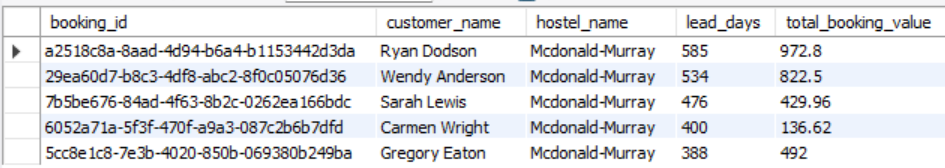 booking_id customer_name hostel_name lead_days total_booking_value
a2518c8a-8aad-4d94-b6a4-b1153442d3da Ryan Dodson Mcdonald-Murray 585 972.8
29ea60d7-b8c3-4df8-abc2-8f0c05076d36 Wendy Anderson Mcdonald-Murray 534 822.5
7b5be676-84ad-4f63-8b2c-0262ea166bdc Sarah Lewis Mcdonald-Murray 476 429.96
6052a71a-5f3f-470f-a9a3-087c2b6b7dfd Carmen Wright Mcdonald-Murray 400 136.62
5cc8e1c8-7e3b-4020-850b-069380b249ba Gregory Eaton Mcdonald-Murray 388 492